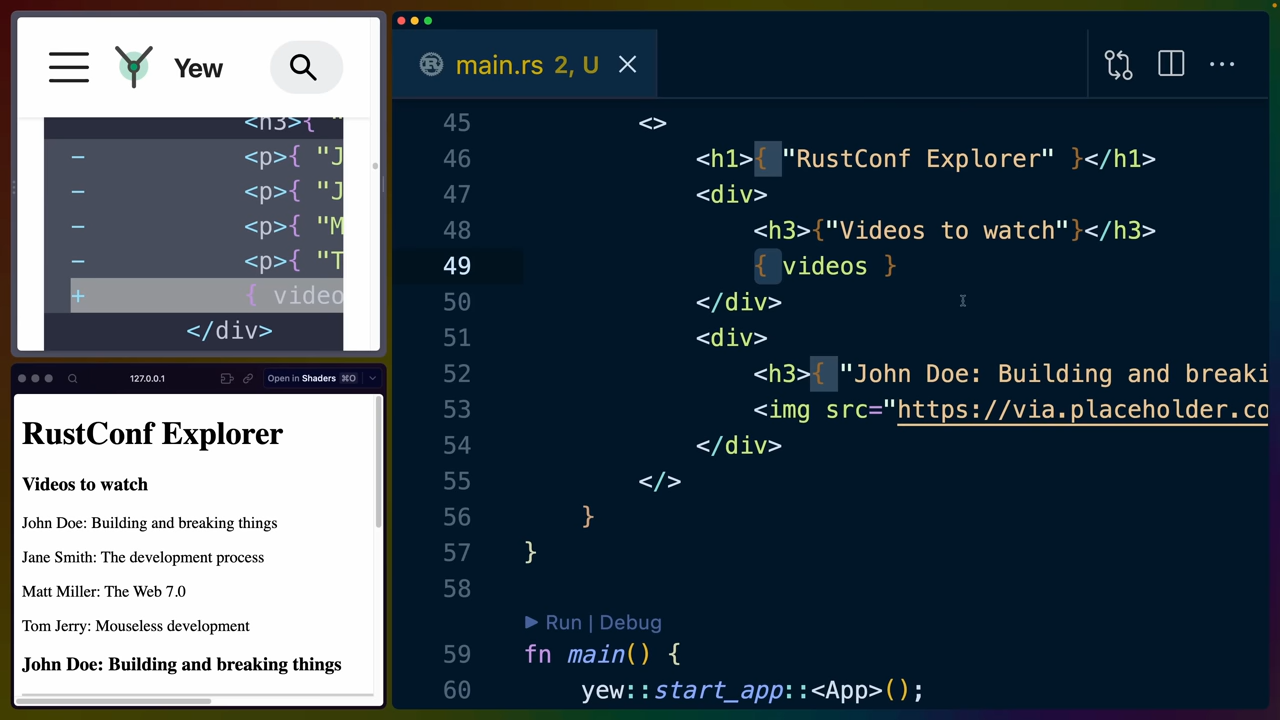 Yew
<h3>{ "
- <p>{ "J
- <p>{ "J
- <p>{ "M
- <p>{ "T
+ { video
</div>
127.0.0.1
Open in Shaders ⌘O
RustConf Explorer
Videos to watch
John Doe: Building and breaking things
Jane Smith: The development process
Matt Miller: The Web 7.0
Tom Jerry: Mouseless development
John Doe: Building and breaking things
main.rs 2, U
45 <>
46 <h1>{ "RustConf Explorer" }</h1>
47 <div>
48 <h3>{"Videos to watch"}</h3>
49 { videos }
50 </div>
51 <div>
52 <h3>{ "John Doe: Building and breaki
53 <img src="https://via.placeholder.co
54 </div>
55 </>
56 }
57 }
58
▶ Run | Debug
59 fn main() {
60 yew::start_app::<App>();